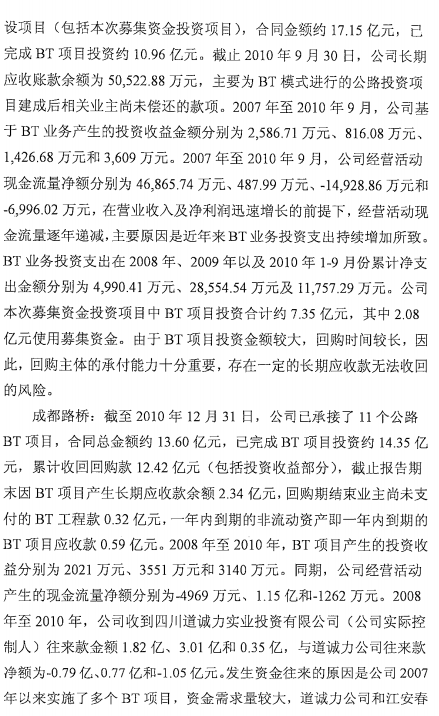 设项目（包括本次募集资金投资项目），合同金额约 17.15 亿元，已
完成 BT 项目投资约 10.96 亿元。截止 2010 年 9 月 30 日，公司长期
应收账款余额为 50,522.88 万元，主要为 BT 模式进行的公路投资项
目建成后相关业主尚未偿还的款项。2007 年至 2010 年 9 月，公司基
于 BT 业务产生的投资收益金额分别为 2,586.71 万元、816.08 万元、
1,426.68 万元和 3,609 万元。2007 年至 2010 年 9 月，公司经营活动
现金流量净额分别为 46,865.74 万元、487.99 万元、-14,928.86 万元和
-6,996.02 万元，在营业收入及净利润迅速增长的前提下，经营活动现
金流量逐年递减，主要原因是近年来 BT 业务投资支出持续增加所致。
BT 业务投资支出在 2008 年、2009 年以及 2010 年 1-9 月份累计净支
出金额分别为 4,990.41 万元、28,554.54 万元及 11,757.29 万元。公司
本次募集资金投资项目中 BT 项目投资合计约 7.35 亿元，其中 2.08
亿元使用募集资金。由于 BT 项目投资金额较大，回购时间较长，因
此，回购主体的承付能力十分重要，存在一定的长期应收款无法收回
的风险。
成都路桥：截至 2010 年 12 月 31 日，公司已承接了 11 个公路
BT 项目，合同总金额约 13.60 亿元，已完成 BT 项目投资约 14.35 亿
元，累计收回回购款 12.42 亿元（包括投资收益部分），截止报告期
末因 BT 项目产生长期应收款余额 2.34 亿元，回购期结束业主尚未支
付的 BT 工程款 0.32 亿元，一年内到期的非流动资产即一年内到期的
BT 项目应收款 0.59 亿元。2008 年至 2010 年，BT 项目产生的投资收
益分别为 2021 万元、3551 万元和 3140 万元。同期，公司经营活动
产生的现金流量净额分别为-4969 万元、1.15 亿和-1262 万元。2008
年至 2010 年，公司收到四川道诚力实业投资有限公司（公司实际控
制人）往来款金额 1.82 亿、3.01 亿和 0.35 亿，与道诚力公司往来款
净额为-0.79 亿、0.77 亿和-1.05 亿元。发生资金往来的原因是公司 2007
年以来实施了多个 BT 项目，资金需求量较大，道诚力公司和江安春